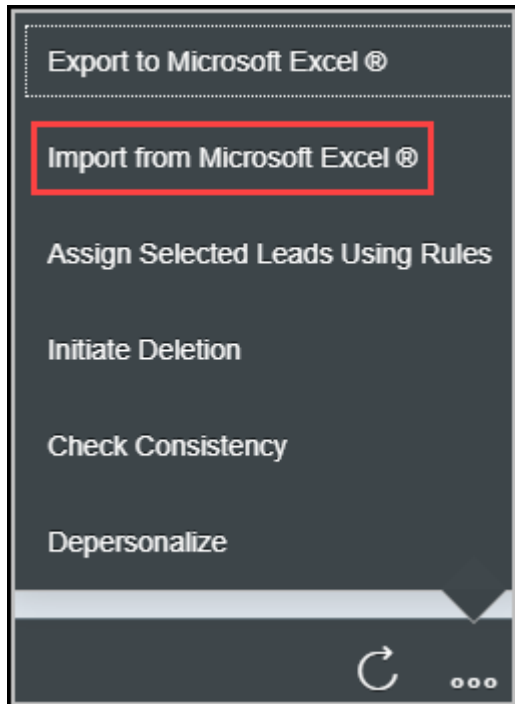 Export to Microsoft Excel ®
Import from Microsoft Excel ®
Assign Selected Leads Using Rules
Initiate Deletion
Check Consistency
Depersonalize